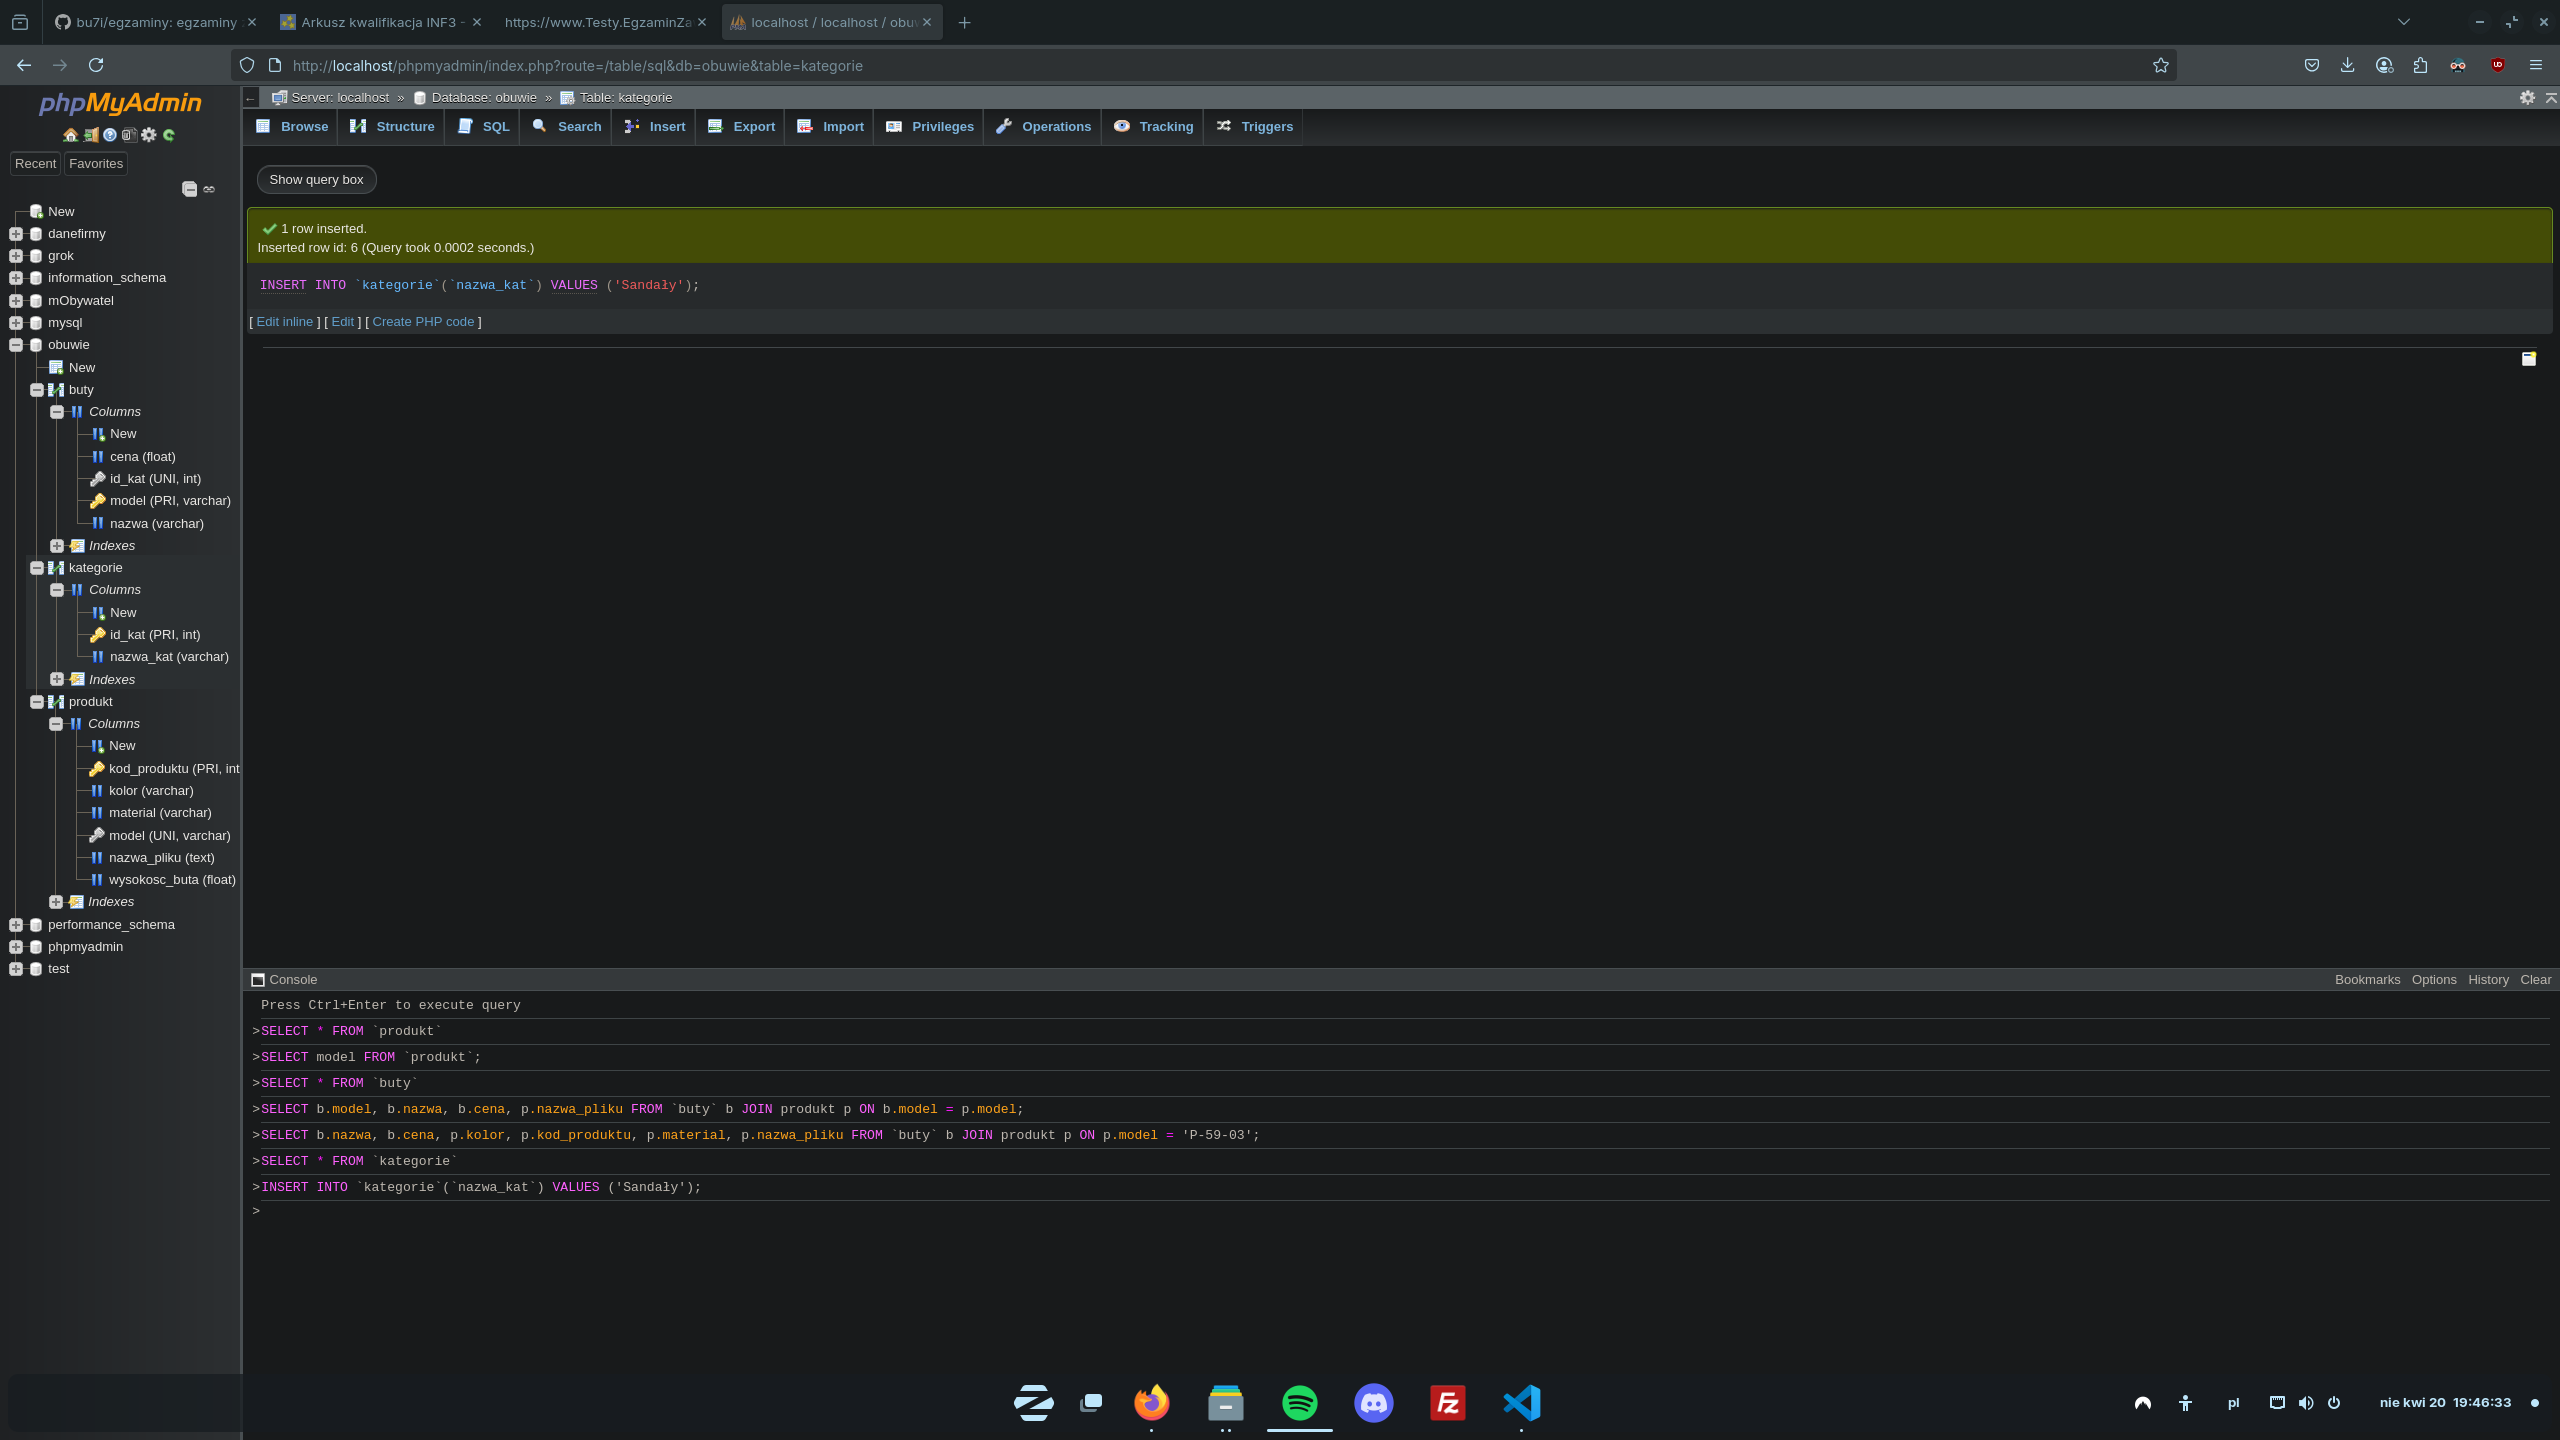 bu7i/egzaminy: egzaminy
Arkusz kwalifikacja INF3 -
https://www.Testy.EgzaminZa
localhost / localhost / obuw
http://localhost/phpmyadmin/index.php?route=/table/sql&db=obuwie&table=kategorie
phpMyAdmin
Recent
Favorites
New
danefirmy
grok
information_schema
mObywatel
mysql
obuwie
New
buty
Columns
New
cena (float)
id_kat (UNI, int)
model (PRI, varchar)
nazwa (varchar)
Indexes
kategorie
Columns
New
id_kat (PRI, int)
nazwa_kat (varchar)
Indexes
produkt
Columns
New
kod_produktu (PRI, int
kolor (varchar)
material (varchar)
model (UNI, varchar)
nazwa_pliku (text)
wysokosc_buta (float)
Indexes
performance_schema
phpmyadmin
test
← Server: localhost » Database: obuwie » Table: kategorie
Browse Structure SQL Search Insert Export Import Privileges Operations Tracking Triggers
Show query box
1 row inserted.
Inserted row id: 6 (Query took 0.0002 seconds.)
INSERT INTO `kategorie`(`nazwa_kat`) VALUES ('Sandały');
[ Edit inline ] [ Edit ] [ Create PHP code ]
Console
Bookmarks Options History Clear
Press Ctrl+Enter to execute query
>SELECT * FROM `produkt`
>SELECT model FROM `produkt`;
>SELECT * FROM `buty`
>SELECT b.model, b.nazwa, b.cena, p.nazwa_pliku FROM `buty` b JOIN produkt p ON b.model = p.model;
>SELECT b.nazwa, b.cena, p.kolor, p.kod_produktu, p.material, p.nazwa_pliku FROM `buty` b JOIN produkt p ON p.model = 'P-59-03';
>SELECT * FROM `kategorie`
>INSERT INTO `kategorie`(`nazwa_kat`) VALUES ('Sandały');
>
pl
nie kwi 20 19:46:33